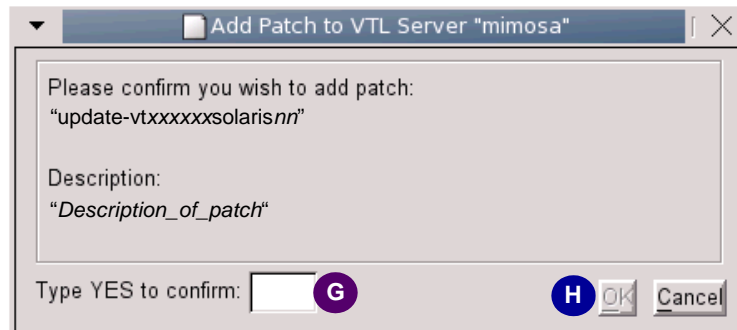 Add Patch to VTL Server "mimosa"
Please confirm you wish to add patch:
“update-vtxxxxxxsolarisnn”
Description:
“Description_of_patch“
Type YES to confirm: G H OK Cancel